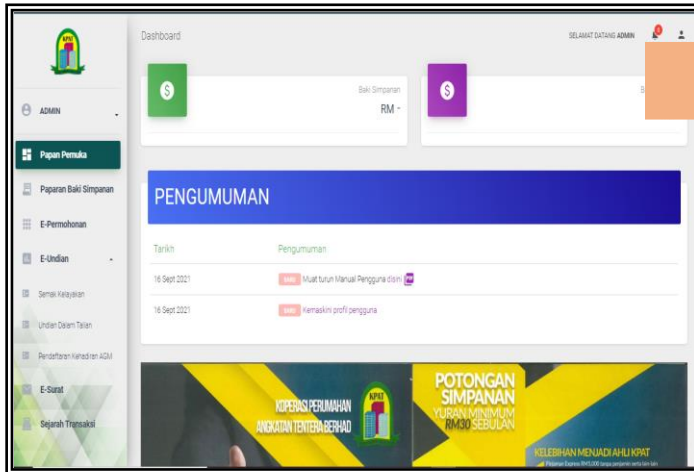 KPAT
Dashboard
SELAMAT DATANG ADMIN
ADMIN
Papan Pemuka
Paparan Baki Simpanan
E-Permohonan
E-Undian
Semak Kelayakan
Undian Dalam Talian
Pendaftaran Kehadiran AGM
E-Surat
Sejarah Transaksi
Baki Simpanan
RM -
B
PENGUMUMAN
Tarikh
Pengumuman
16 Sept 2021
Muat turun Manual Pengguna disini
16 Sept 2021
Kemaskini profil pengguna
KOPERASI PERUMAHAN
ANGKATAN TENTERA BERHAD
KPAT
POTONGAN
SIMPANAN
YURAN MINIMUM
RM30 SEBULAN
KELEBIHAN MENJADI AHLI KPAT